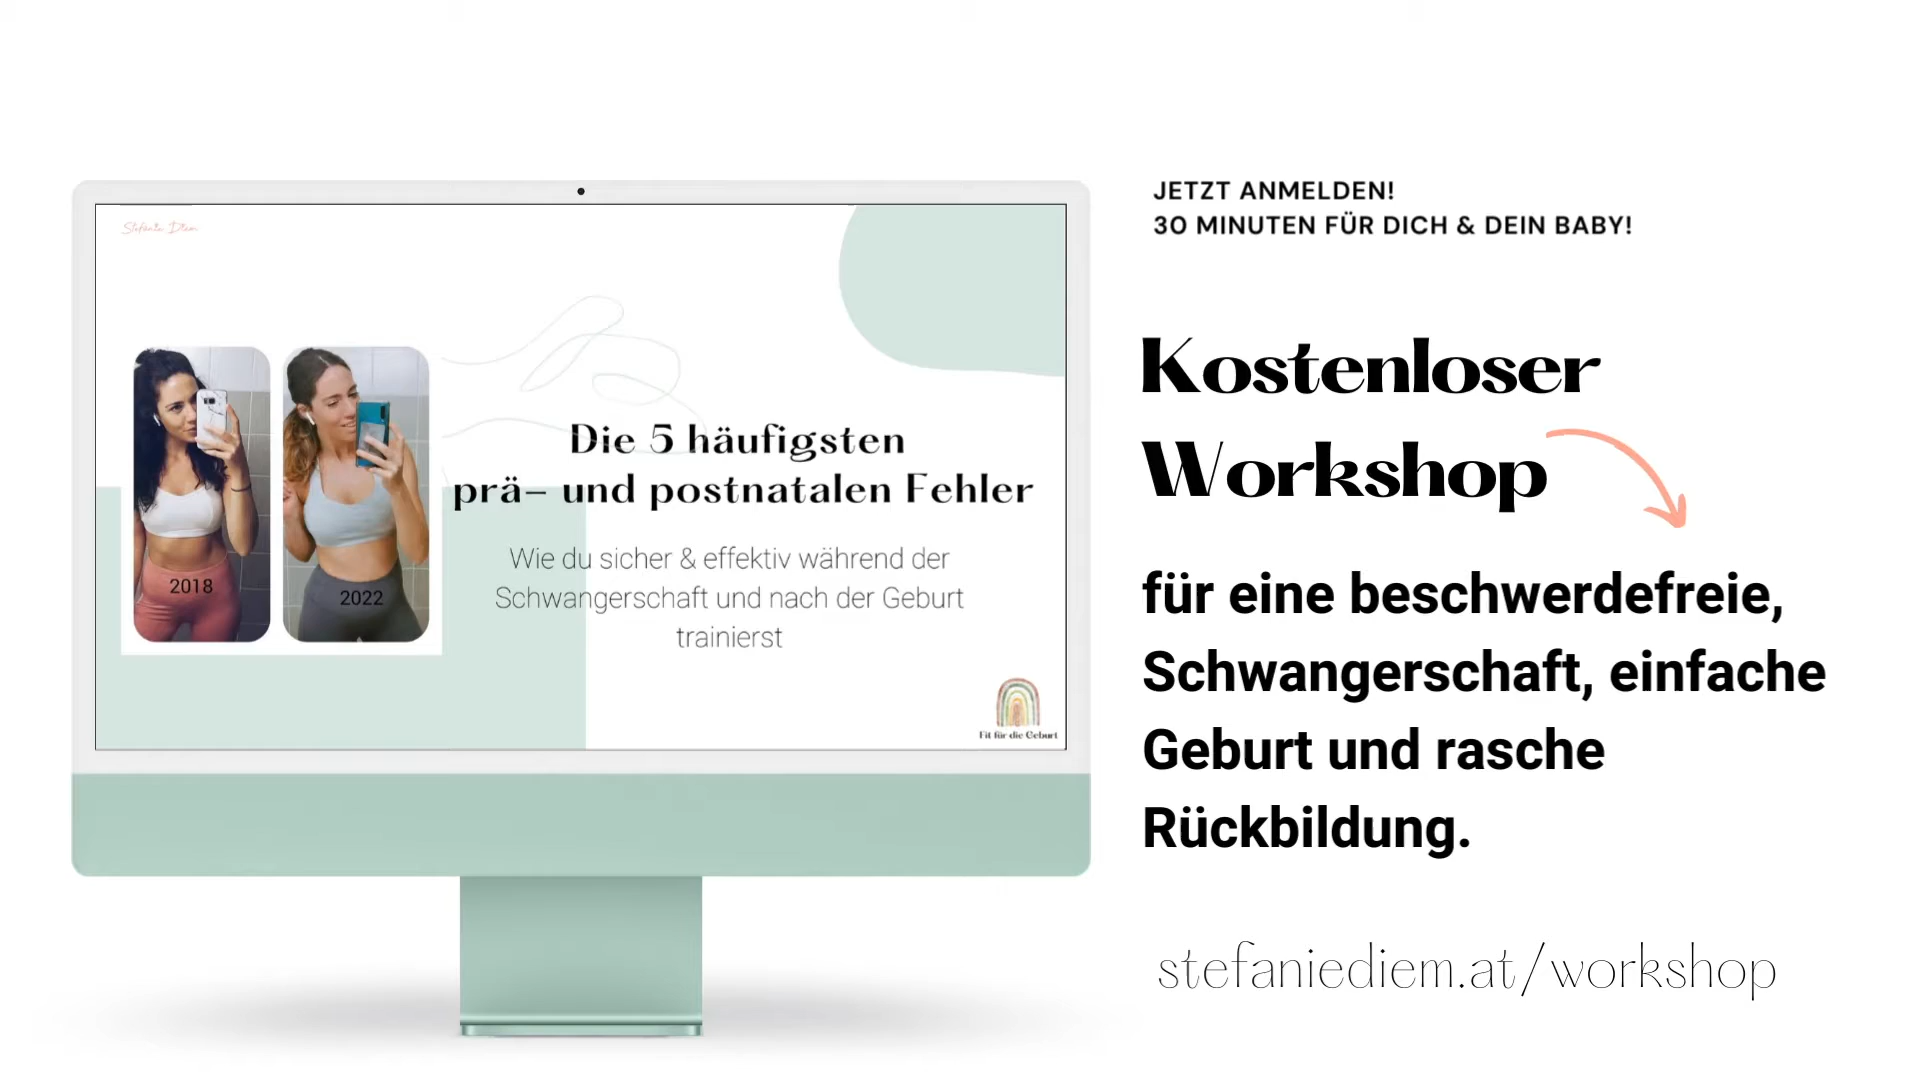 Stefanie Diem
2018
2022
Die 5 häufigsten
prä– und postnatalen Fehler
Wie du sicher & effektiv während der
Schwangerschaft und nach der Geburt
trainierst
Fit für die Geburt
JETZT ANMELDEN!
30 MINUTEN FÜR DICH & DEIN BABY!
Kostenloser
Workshop
für eine beschwerdefreie,
Schwangerschaft, einfache
Geburt und rasche
Rückbildung.
stefaniediem.at/workshop